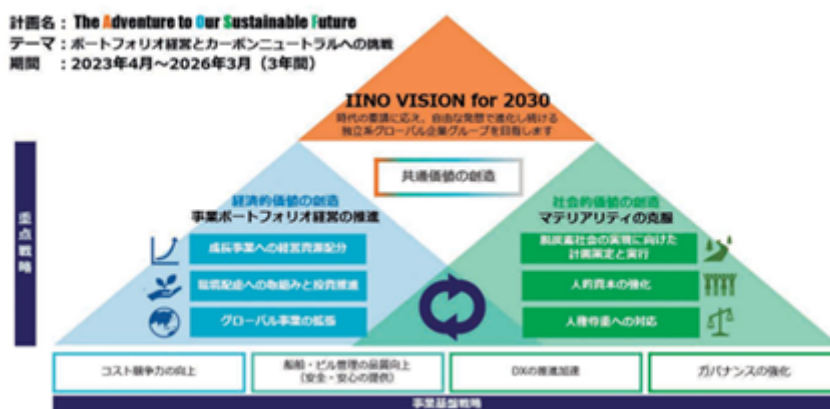 計画名：The Adventure to Our Sustainable Future
テーマ：ポートフォリオ経営とカーボンニュートラルへの挑戦
期間　：2023年4月～2026年3月（3年間）
IINO VISION for 2030
時代の要請に応え、自由な発想で進化し続ける
独立系グローバル企業グループを目指します
共通価値の創造
重点戦略
経済的価値の創造
事業ポートフォリオ経営の推進
成長事業への経営資源配分
環境配慮への取組みと投資推進
グローバル事業の拡張
社会的価値の創造
マテリアリティの克服
脱炭素社会の実現に向けた
計画策定と実行
人的資本の強化
人権尊重への対応
コスト競争力の向上
船舶・ビル管理の品質向上
（安全・安心の提供）
DXの推進加速
ガバナンスの強化
事業基盤戦略